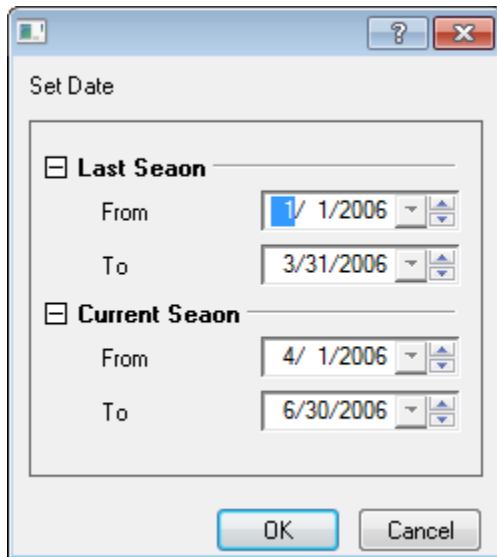 Set Date
Last Seaon
From 1/ 1/2006
To 3/31/2006
Current Seaon
From 4/ 1/2006
To 6/30/2006
OK Cancel